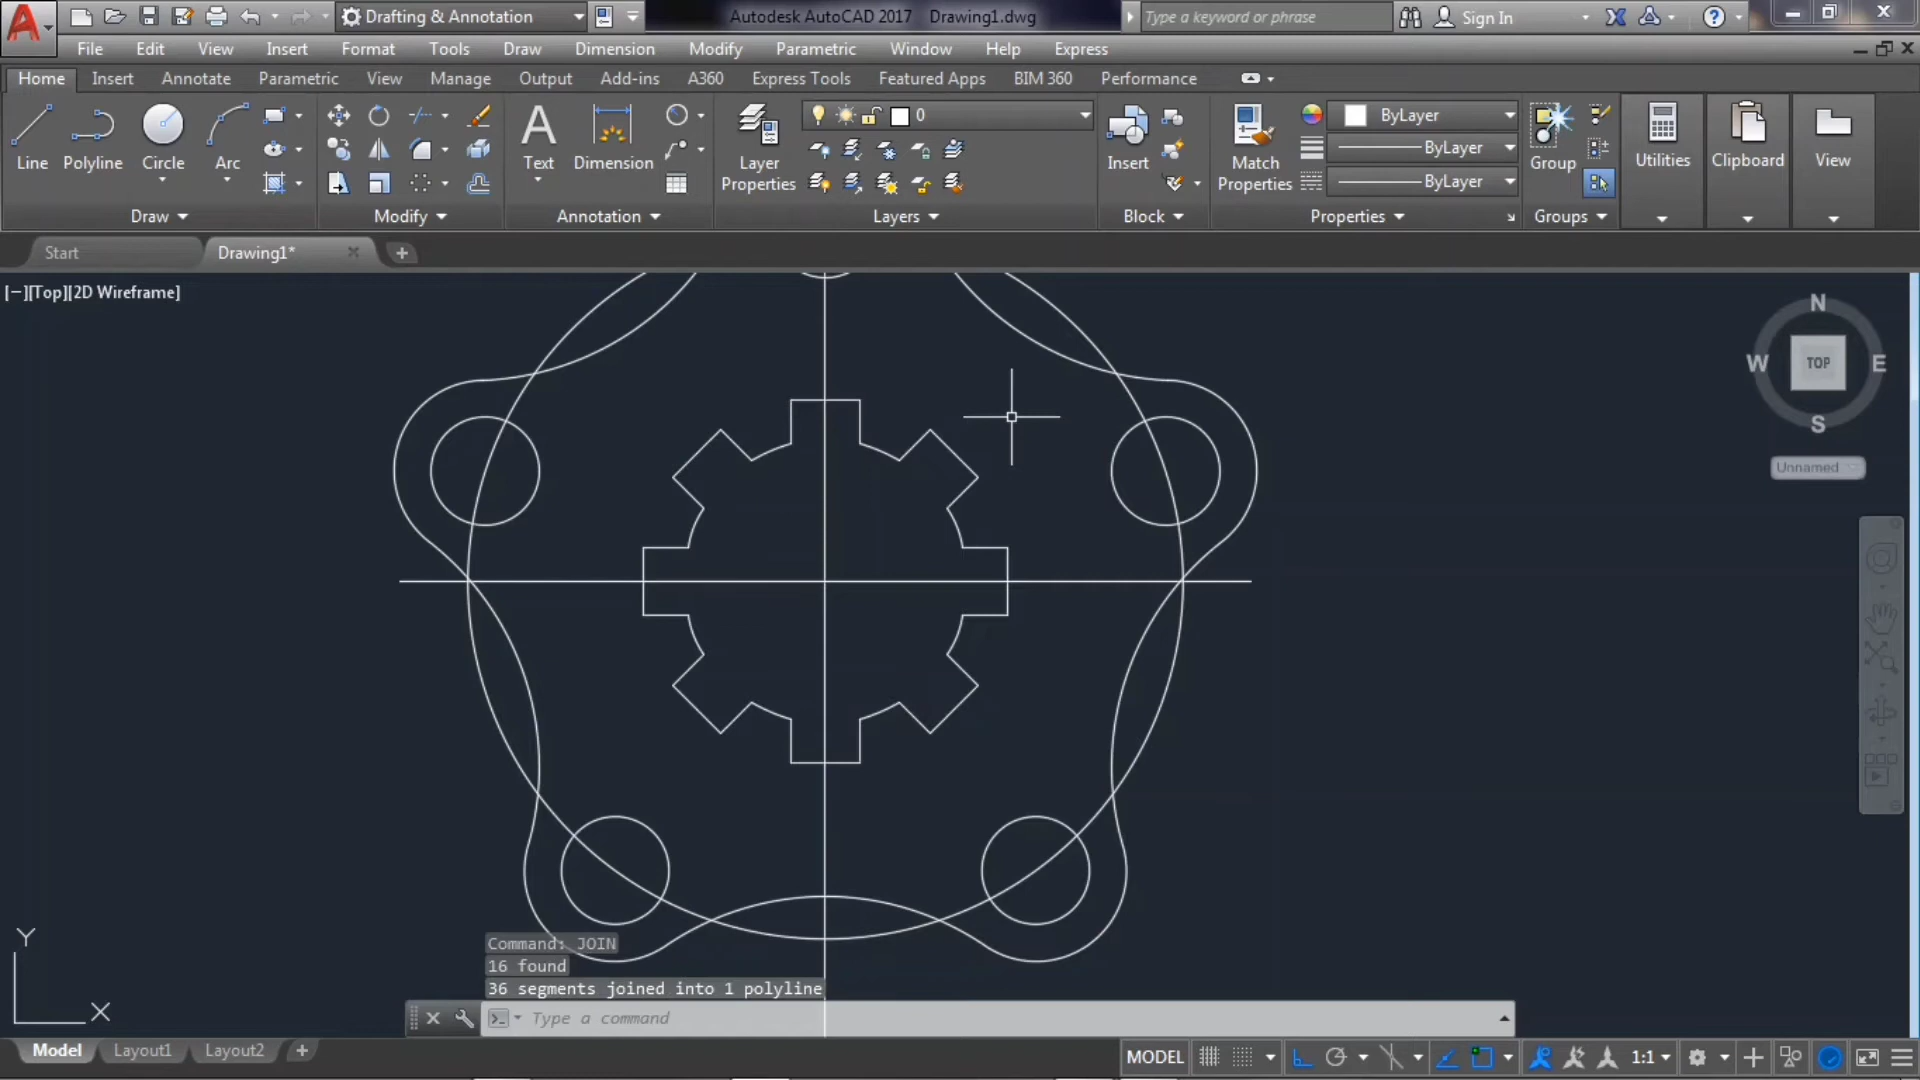 Drafting & Annotation
Autodesk AutoCAD 2017 Drawing1.dwg
Type a keyword or phrase
Sign In
File Edit View Insert Format Tools Draw Dimension Modify Parametric Window Help Express
Home Insert Annotate Parametric View Manage Output Add-ins A360 Express Tools Featured Apps BIM 360 Performance
Line Polyline Circle Arc
Text Dimension
Layer Properties
0
Insert
Match Properties
ByLayer
ByLayer
ByLayer
Group
Utilities
Clipboard
View
Draw Modify Annotation Layers Block Properties Groups
Start Drawing1*
[−][Top][2D Wireframe]
N
W TOP E
S
Unnamed
Y
X
Command: JOIN
16 found
36 segments joined into 1 polyline
Type a command
Model Layout1 Layout2
MODEL
1:1